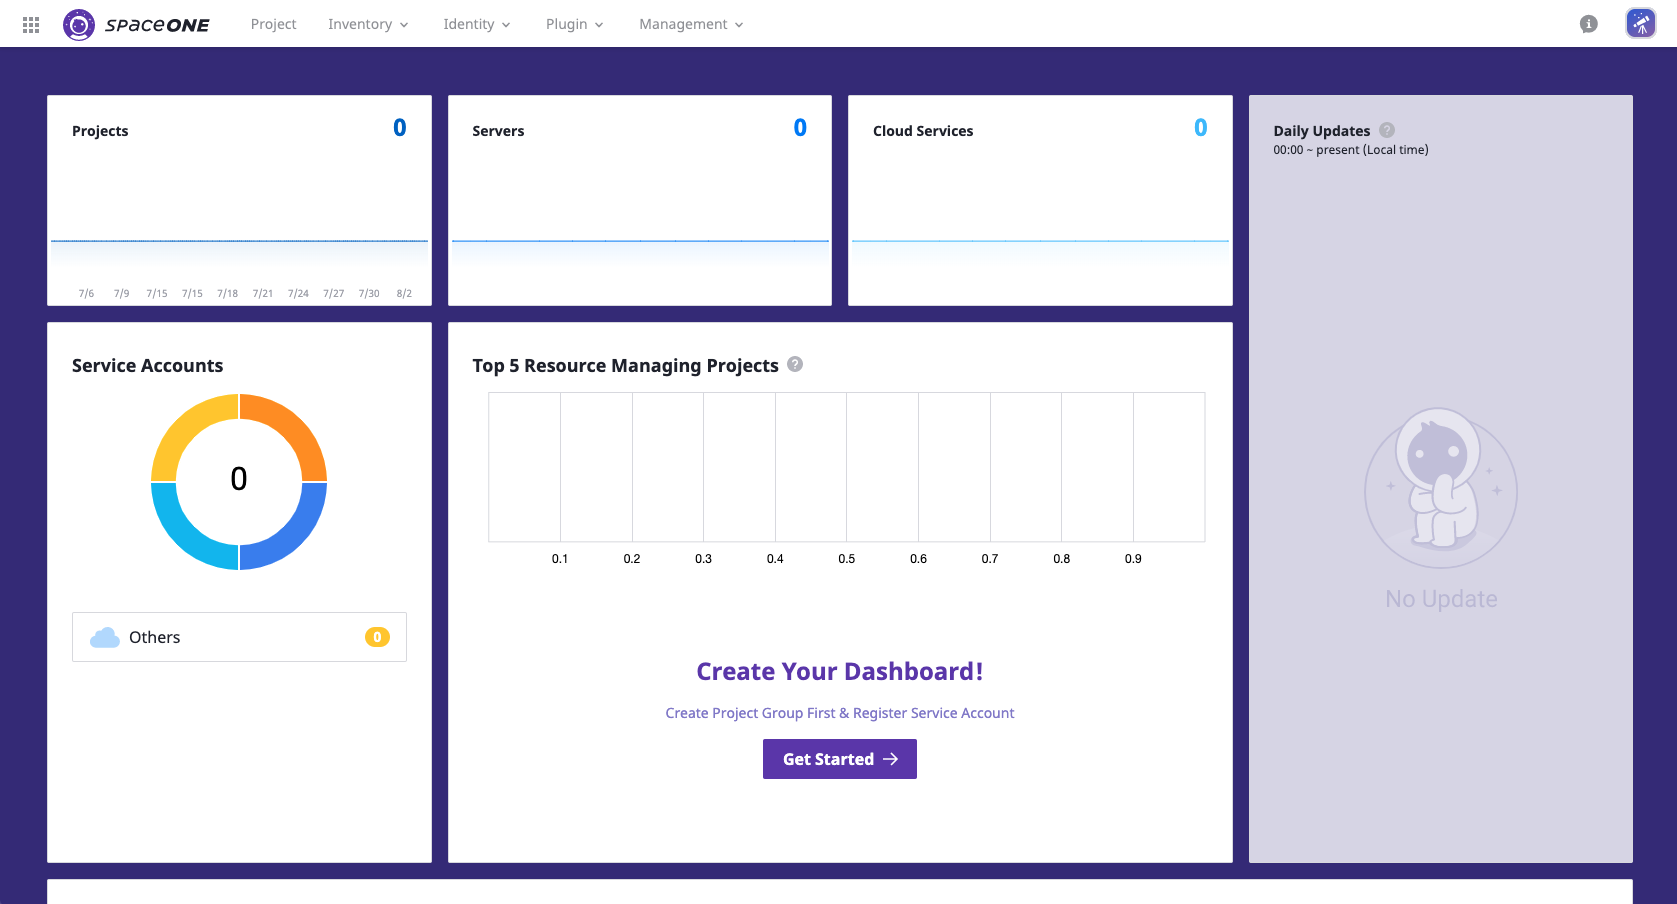 SPACEONE
Project
Inventory
Identity
Plugin
Management
Projects
0
7/6 7/9 7/15 7/15 7/18 7/21 7/24 7/27 7/30 8/2
Servers
0
Cloud Services
0
Daily Updates ?
00:00 ~ present (Local time)
No Update
Service Accounts
0
Others 0
Top 5 Resource Managing Projects ?
0.1 0.2 0.3 0.4 0.5 0.6 0.7 0.8 0.9
Create Your Dashboard!
Create Project Group First & Register Service Account
Get Started →